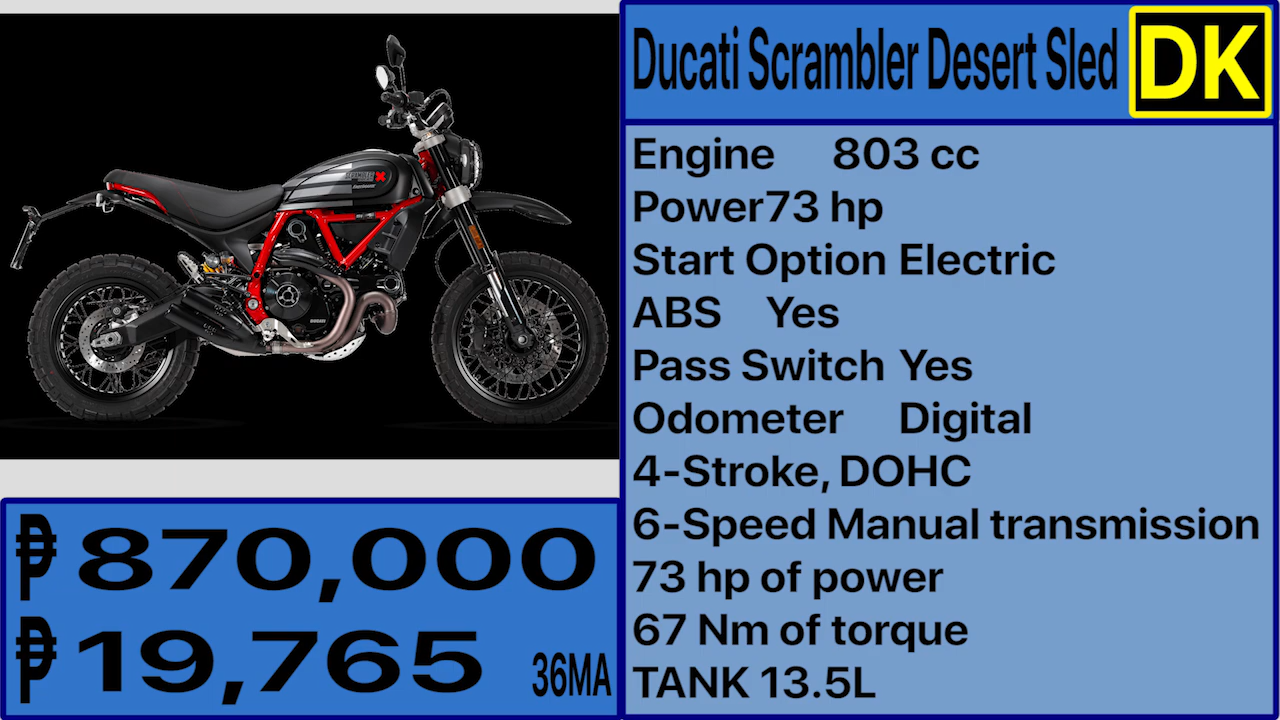 Ducati Scrambler Desert Sled DK
Engine 803 cc
Power73 hp
Start Option Electric
ABS Yes
Pass Switch Yes
Odometer Digital
4-Stroke, DOHC
6-Speed Manual transmission
73 hp of power
67 Nm of torque
TANK 13.5L
₱ 870,000
₱ 19,765 36MA